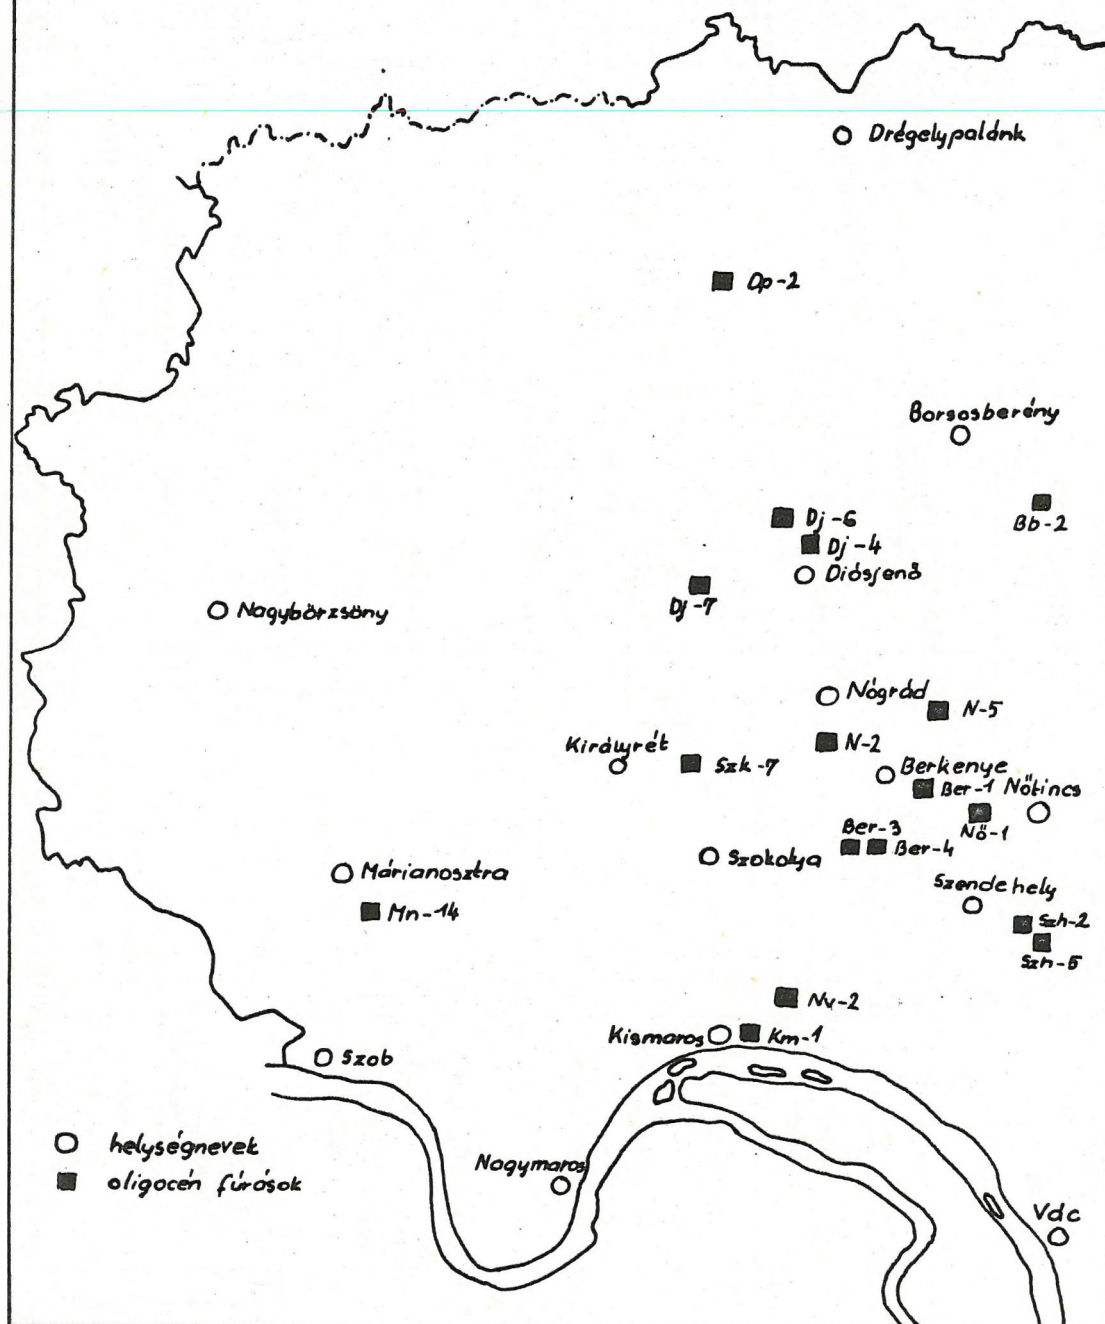 Drégelypalánk
Dp-2
Borsosberény
Bb-2
Dj-6
Dj-4
Diósjenő
Dj-7
Nagybörzsöny
Nógrád
N-5
N-2
Királyrét
Szk-7
Berkenye
Ber-1
Nőtincs
Nő-1
Ber-3
Ber-4
Szokolya
Márianosztra
Mn-14
Szendehely
Szh-2
Szh-5
Nv-2
Kismaros
Km-1
Szob
helységnevek
oligocén fúrások
Nagymaros
Vác